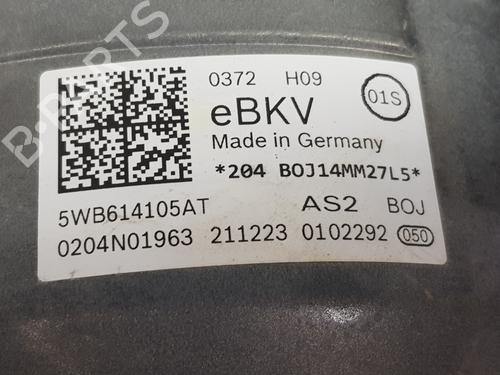 B-PARTS
0372 H09
01S
eBKV
Made in Germany
*204 BOJ14MM27L5*
5WB614105AT AS2 BOJ
0204N01963 211223 0102292 050